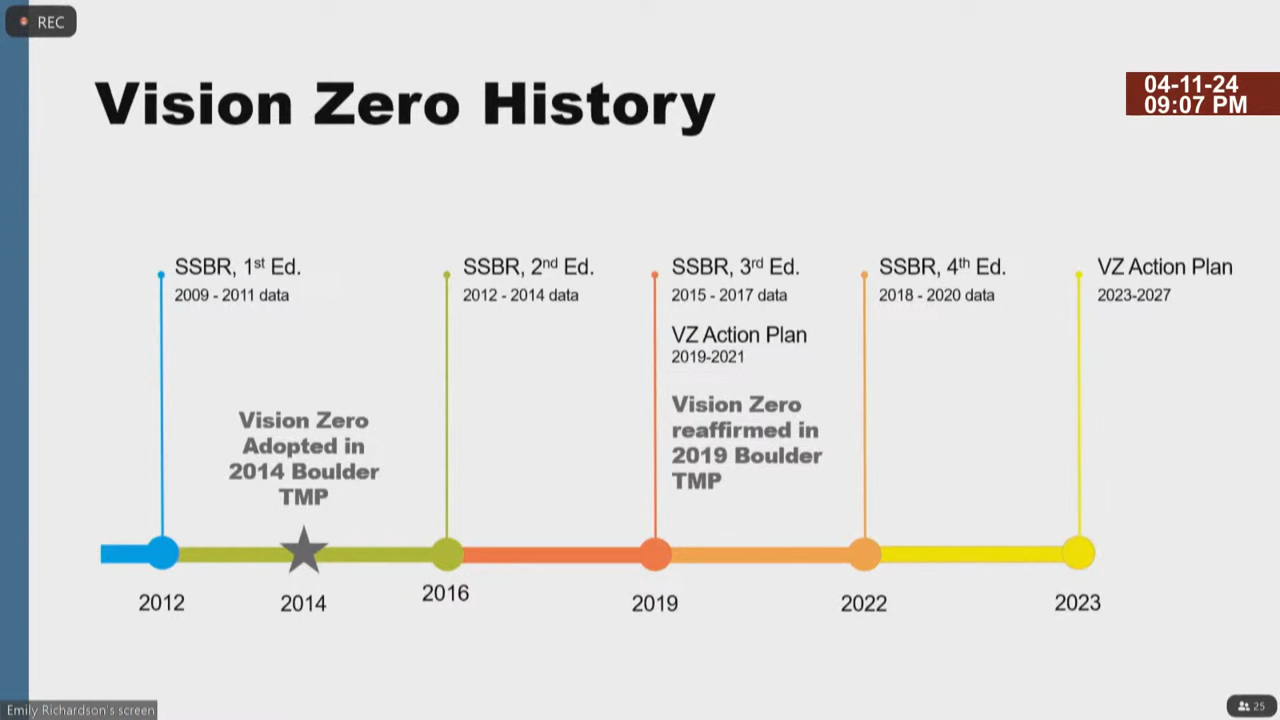 REC
Vision Zero History
04-11-24
09:07 PM
SSBR, 1st Ed.
2009 - 2011 data
SSBR, 2nd Ed.
2012 - 2014 data
SSBR, 3rd Ed.
2015 - 2017 data
VZ Action Plan
2019-2021
SSBR, 4th Ed.
2018 - 2020 data
VZ Action Plan
2023-2027
Vision Zero
Adopted in
2014 Boulder
TMP
Vision Zero
reaffirmed in
2019 Boulder
TMP
2012
2014
2016
2019
2022
2023
Emily Richardson's screen
25